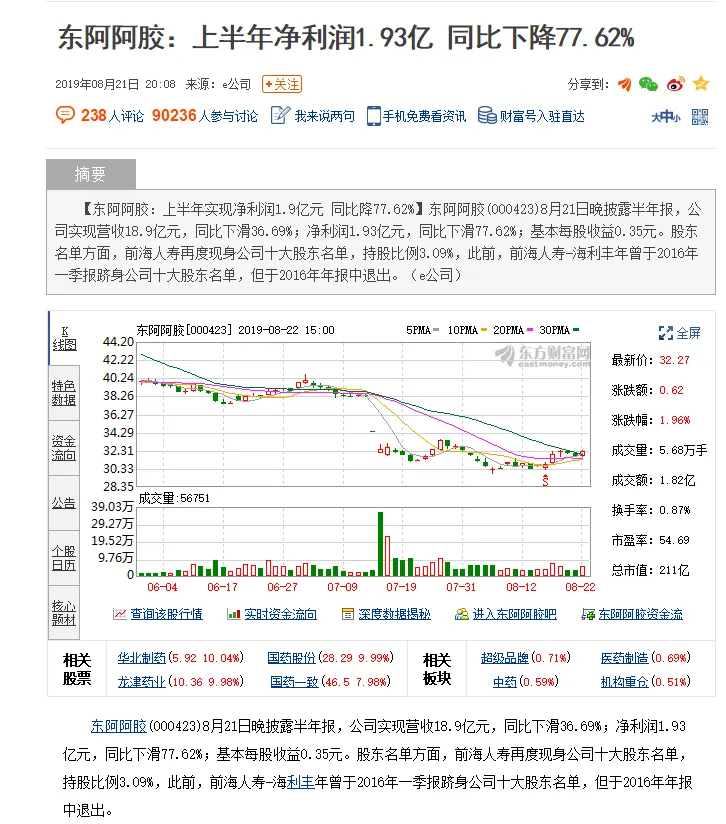 东阿阿胶：上半年净利润1.93亿 同比下降77.62%
2019年08月21日 20:08 来源：e公司 +关注 分享到：
238人评论 90236人参与讨论 我来说两句 手机免费看资讯 财富号入驻直达 大中小
摘要
【东阿阿胶：上半年实现净利润1.9亿元 同比降77.62%】东阿阿胶(000423)8月21日晚披露半年报，公
司实现营收18.9亿元，同比下滑36.69%；净利润1.93亿元，同比下滑77.62%；基本每股收益0.35元。股东
名单方面，前海人寿再度现身公司十大股东名单，持股比例3.09%，此前，前海人寿-海利丰年曾于2016年
一季报跻身公司十大股东名单，但于2016年年报中退出。（e公司）
K
线图
特色
数据
资金
流向
公告
个股
日历
核心
题材
东阿阿胶[000423] 2019-08-22 15:00 5PMA 10PMA 20PMA 30PMA
全屏
东方财富网
eastmoney.com
44.20
42.22
40.24
38.26
36.27
34.29
32.31
30.33
28.35
S
成交量:56751
39.03万
29.27万
19.52万
9.76万
0
06-04 06-17 06-27 07-09 07-19 07-31 08-12 08-22
最新价：32.27
涨跌额：0.62
涨跌幅：1.96%
成交量：5.68万手
成交额：1.82亿
换手率：0.87%
市盈率：54.69
总市值：211亿
查询该股行情 实时资金流向 深度数据揭秘 进入东阿阿胶吧 东阿阿胶资金流
相关
股票
华北制药(5.92 10.04%) 国药股份(28.29 9.99%)
龙津药业(10.36 9.98%) 国药一致(46.5 7.98%)
相关
板块
超级品牌(0.71%) 医药制造(0.69%)
中药(0.59%) 机构重仓(0.51%)
东阿阿胶(000423)8月21日晚披露半年报，公司实现营收18.9亿元，同比下滑36.69%；净利润1.93
亿元，同比下滑77.62%；基本每股收益0.35元。股东名单方面，前海人寿再度现身公司十大股东名单，
持股比例3.09%，此前，前海人寿-海利丰年曾于2016年一季报跻身公司十大股东名单，但于2016年年报
中退出。